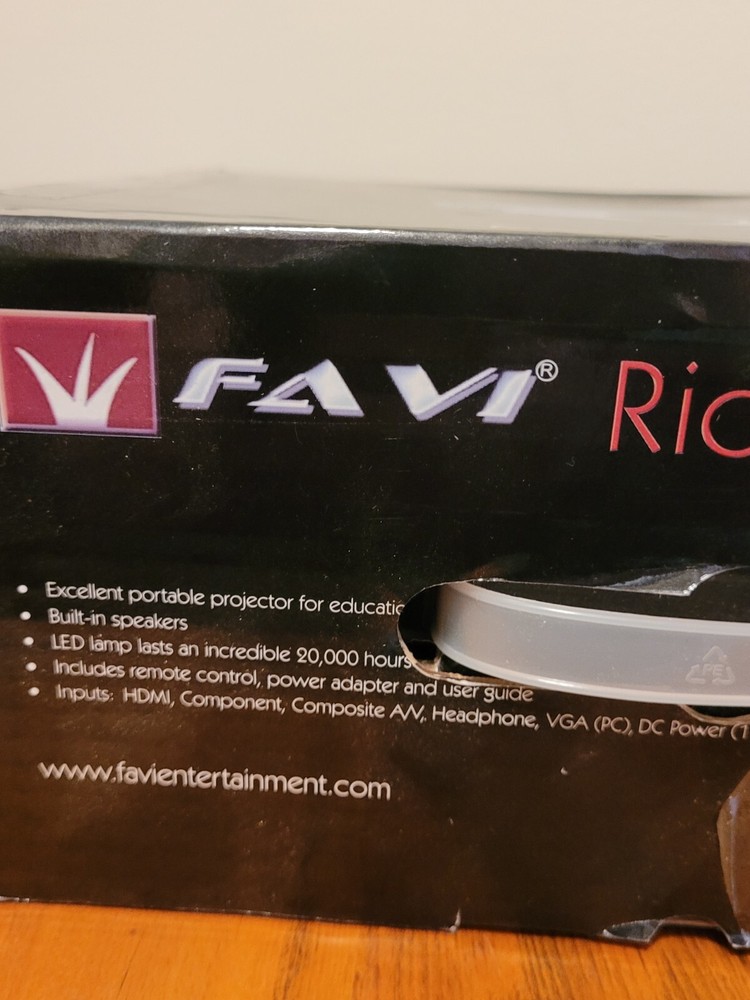 FAVI® Ric
• Excellent portable projector for educatic
• Built-in speakers
• LED lamp lasts an incredible 20,000 hours
• Includes remote control, power adapter and user guide
• Inputs: HDMI, Component, Composite A/V, Headphone, VGA (PC), DC Power (1
www.favientertainment.com
PE